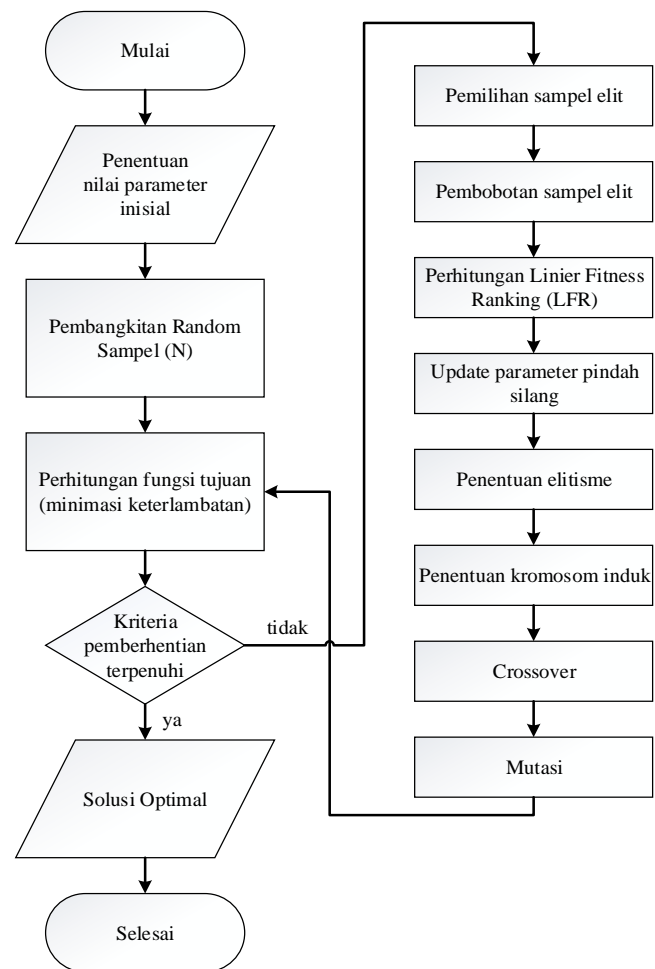 Mulai
Penentuan
nilai parameter
inisial
Pembangkitan Random
Sampel (N)
Perhitungan fungsi tujuan
(minimasi keterlambatan)
Kriteria
pemberhentian
terpenuhi
tidak
ya
Solusi Optimal
Selesai
Pemilihan sampel elit
Pembobotan sampel elit
Perhitungan Linier Fitness
Ranking (LFR)
Update parameter pindah
silang
Penentuan elitisme
Penentuan kromosom induk
Crossover
Mutasi